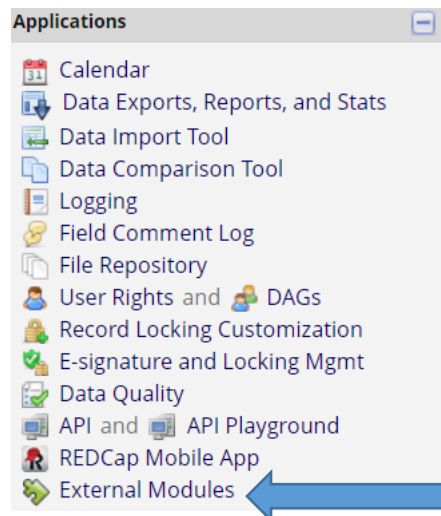 Applications
31 Calendar
Data Exports, Reports, and Stats
Data Import Tool
Data Comparison Tool
Logging
Field Comment Log
File Repository
User Rights and DAGs
Record Locking Customization
E-signature and Locking Mgmt
Data Quality
API and API Playground
REDCap Mobile App
External Modules